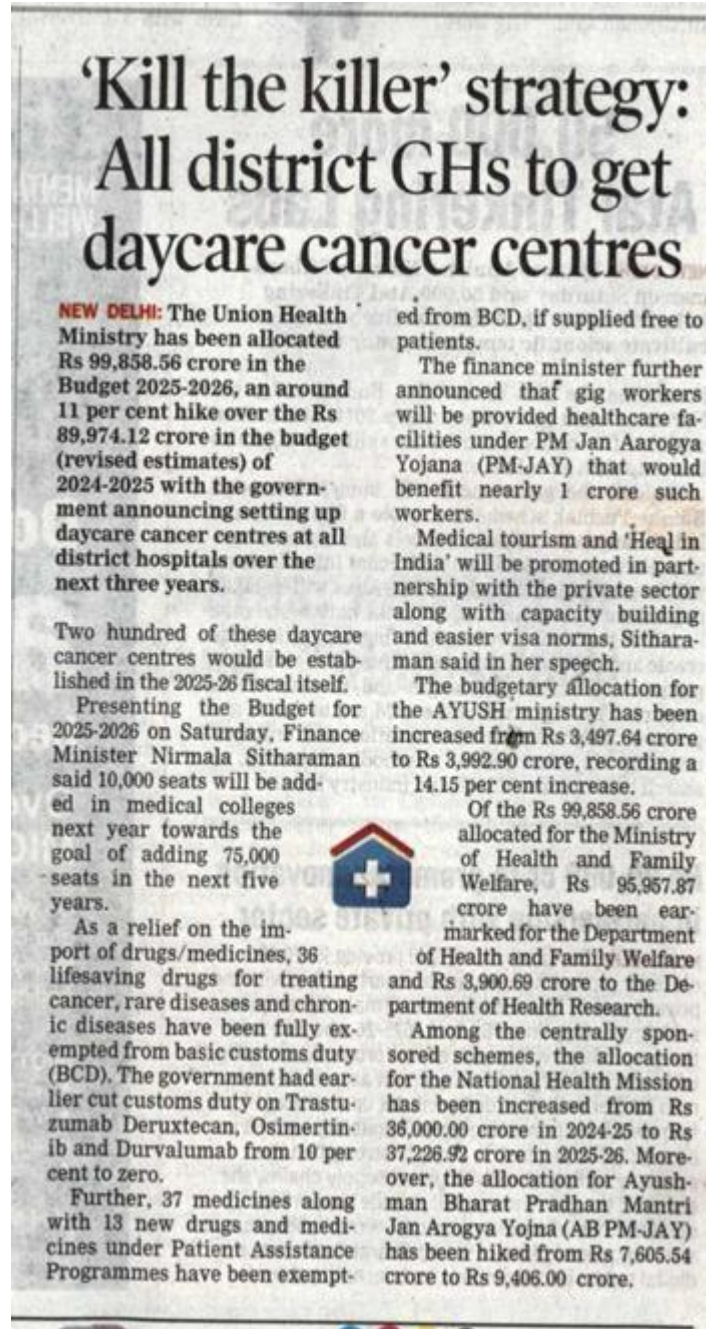 ‘Kill the killer’ strategy:
All district GHs to get
daycare cancer centres
NEW DELHI: The Union Health
Ministry has been allocated
Rs 99,858.56 crore in the
Budget 2025-2026, an around
11 per cent hike over the Rs
89,974.12 crore in the budget
(revised estimates) of
2024-2025 with the govern-
ment announcing setting up
daycare cancer centres at all
district hospitals over the
next three years.
Two hundred of these daycare
cancer centres would be estab-
lished in the 2025-26 fiscal itself.
Presenting the Budget for
2025-2026 on Saturday, Finance
Minister Nirmala Sitharaman
said 10,000 seats will be add-
ed in medical colleges
next year towards the
goal of adding 75,000
seats in the next five
years.
As a relief on the im-
port of drugs/medicines, 36
lifesaving drugs for treating
cancer, rare diseases and chron-
ic diseases have been fully ex-
empted from basic customs duty
(BCD). The government had ear-
lier cut customs duty on Trastu-
zumab Deruxtecan, Osimertin-
ib and Durvalumab from 10 per
cent to zero.
Further, 37 medicines along
with 13 new drugs and medi-
cines under Patient Assistance
Programmes have been exempt-
ed from BCD, if supplied free to
patients.
The finance minister further
announced that gig workers
will be provided healthcare fa-
cilities under PM Jan Aarogya
Yojana (PM-JAY) that would
benefit nearly 1 crore such
workers.
Medical tourism and ‘Heal in
India’ will be promoted in part-
nership with the private sector
along with capacity building
and easier visa norms, Sithara-
man said in her speech.
The budgetary allocation for
the AYUSH ministry has been
increased from Rs 3,497.64 crore
to Rs 3,992.90 crore, recording a
14.15 per cent increase.
Of the Rs 99,858.56 crore
allocated for the Ministry
of Health and Family
Welfare, Rs 95,957.87
crore have been ear-
marked for the Department
of Health and Family Welfare
and Rs 3,900.69 crore to the De-
partment of Health Research.
Among the centrally spon-
sored schemes, the allocation
for the National Health Mission
has been increased from Rs
36,000.00 crore in 2024-25 to Rs
37,226.92 crore in 2025-26. More-
over, the allocation for Ayush-
man Bharat Pradhan Mantri
Jan Arogya Yojna (AB PM-JAY)
has been hiked from Rs 7,605.54
crore to Rs 9,406.00 crore.